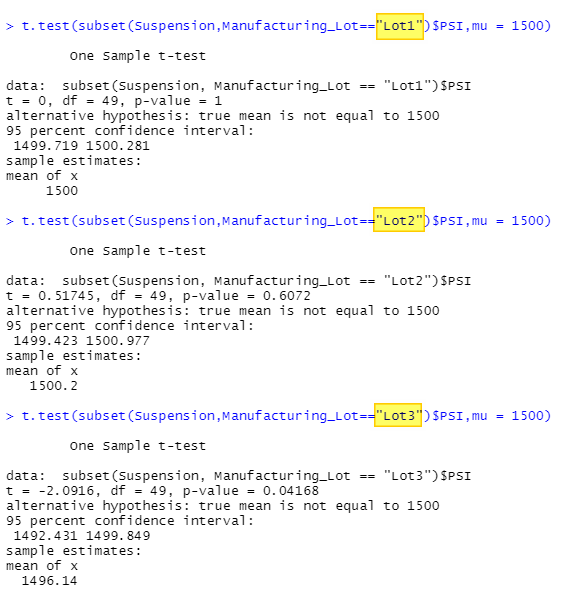 > t.test(subset(Suspension,Manufacturing_Lot=="Lot1")$PSI,mu = 1500)
One Sample t-test
data:  subset(Suspension, Manufacturing_Lot == "Lot1")$PSI
t = 0, df = 49, p-value = 1
alternative hypothesis: true mean is not equal to 1500
95 percent confidence interval:
1499.719 1500.281
sample estimates:
mean of x
1500
> t.test(subset(Suspension,Manufacturing_Lot=="Lot2")$PSI,mu = 1500)
One Sample t-test
data:  subset(Suspension, Manufacturing_Lot == "Lot2")$PSI
t = 0.51745, df = 49, p-value = 0.6072
alternative hypothesis: true mean is not equal to 1500
95 percent confidence interval:
1499.423 1500.977
sample estimates:
mean of x
1500.2
> t.test(subset(Suspension,Manufacturing_Lot=="Lot3")$PSI,mu = 1500)
One Sample t-test
data:  subset(Suspension, Manufacturing_Lot == "Lot3")$PSI
t = -2.0916, df = 49, p-value = 0.04168
alternative hypothesis: true mean is not equal to 1500
95 percent confidence interval:
1492.431 1499.849
sample estimates:
mean of x
1496.14